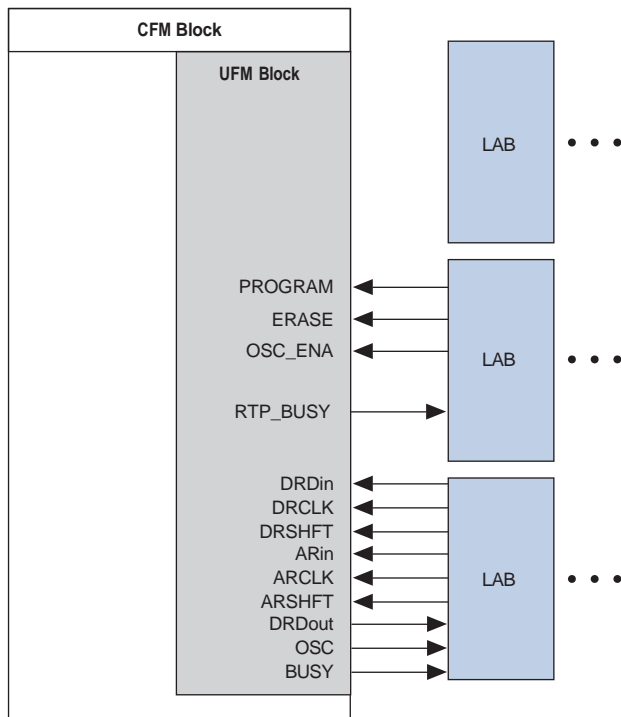 CFM Block
UFM Block
LAB
PROGRAM
ERASE
OSC_ENA
LAB
RTP_BUSY
DRDin
DRCLK
DRSHFT
ARin
ARCLK
LAB
ARSHFT
DRDout
OSC
BUSY